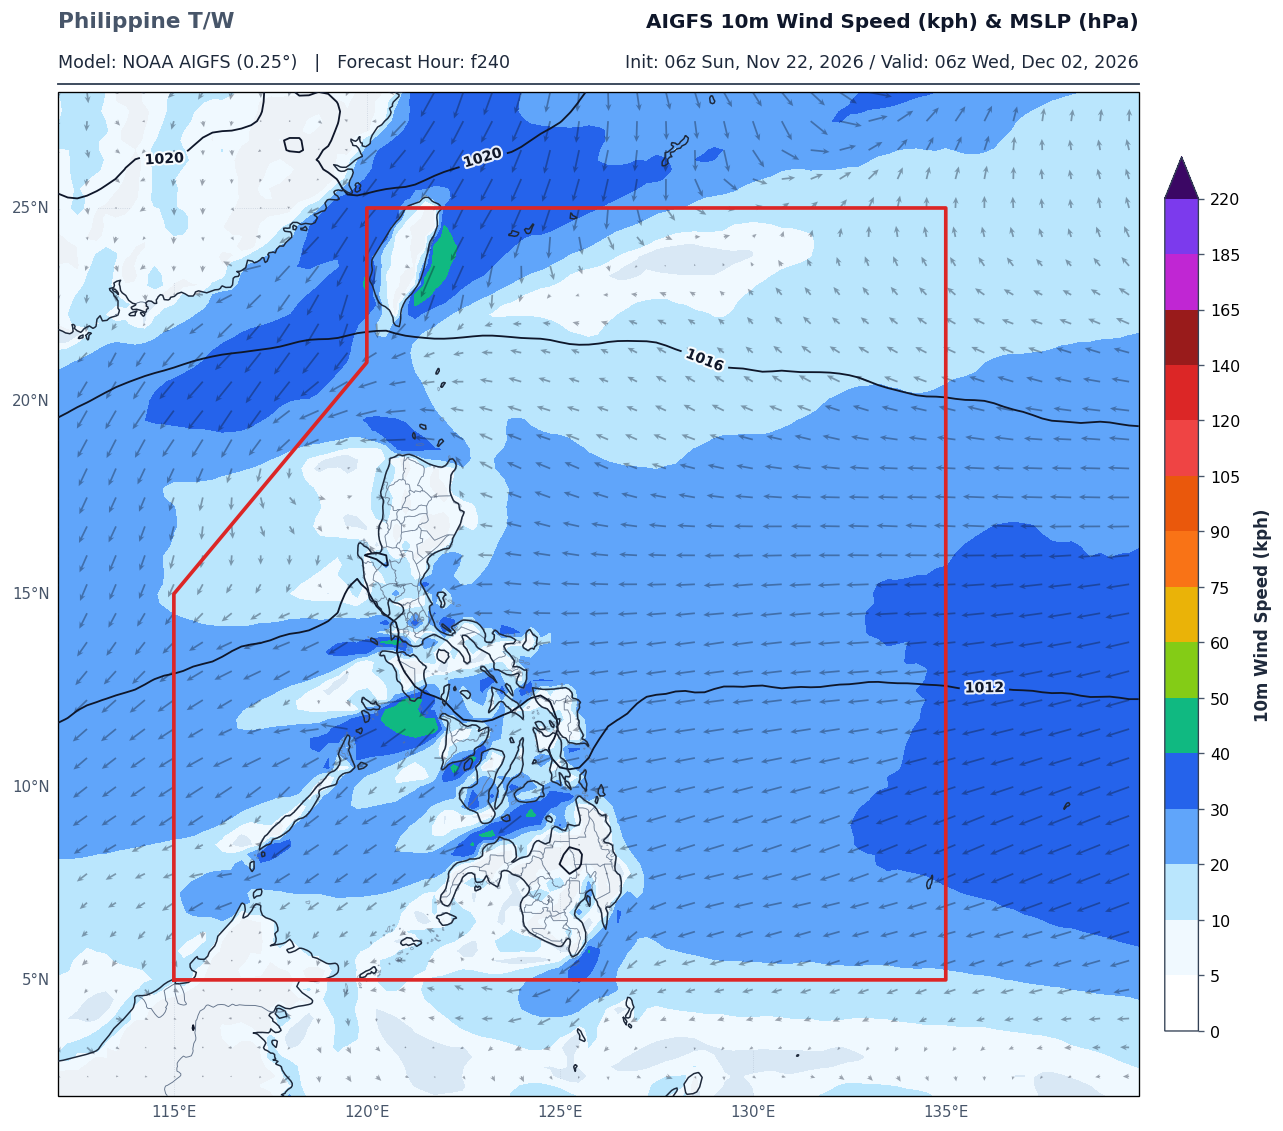 Philippine T/W
AIGFS 10m Wind Speed (kph) & MSLP (hPa)
Model: NOAA AIGFS (0.25°)   |   Forecast Hour: f240
Init: 06z Sun, Nov 22, 2026 / Valid: 06z Wed, Dec 02, 2026
1020
1020
1016
1012
25°N
20°N
15°N
10°N
5°N
115°E
120°E
125°E
130°E
135°E
220
185
165
140
120
105
90
75
60
50
40
30
20
10
5
0
10m Wind Speed (kph)